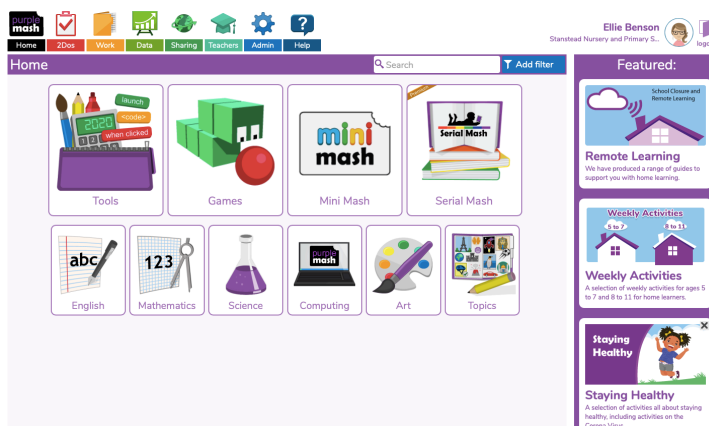 purple
mash
Home
2Dos
Work
Data
Sharing
Teachers
Admin
Help
Ellie Benson
Stanstead Nursery and Primary S...
logo
Home
Search
Add filter
Featured:
launch
<code>
2020
when clicked
1 2
Tools
Games
mini
mash
Mini Mash
Serial Mash
Serial Mash
abc
English
123
Mathematics
Science
purple
mash
Computing
Art
Topics
School Closure and
Remote Learning
Remote Learning
We have produced a range of guides to
support you with home learning.
Weekly Activities
5 to 7
8 to 11
Weekly Activities
A selection of weekly activities for ages 5
to 7 and 8 to 11 for home learners.
Staying
Healthy
Staying Healthy
A selection of activities all about staying
healthy, including activities on the
Corona Virus.